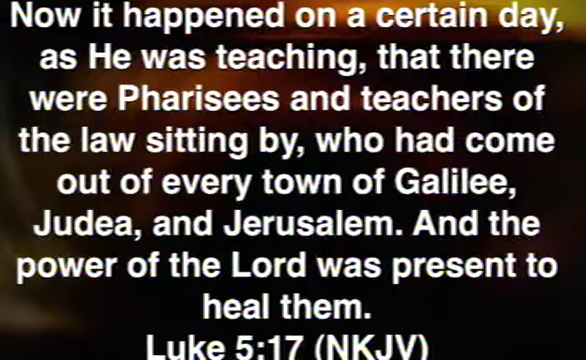 Now it happened on a certain day,
as He was teaching, that there
were Pharisees and teachers of
the law sitting by, who had come
out of every town of Galilee,
Judea, and Jerusalem. And the
power of the Lord was present to
heal them.
Luke 5:17 (NKJV)